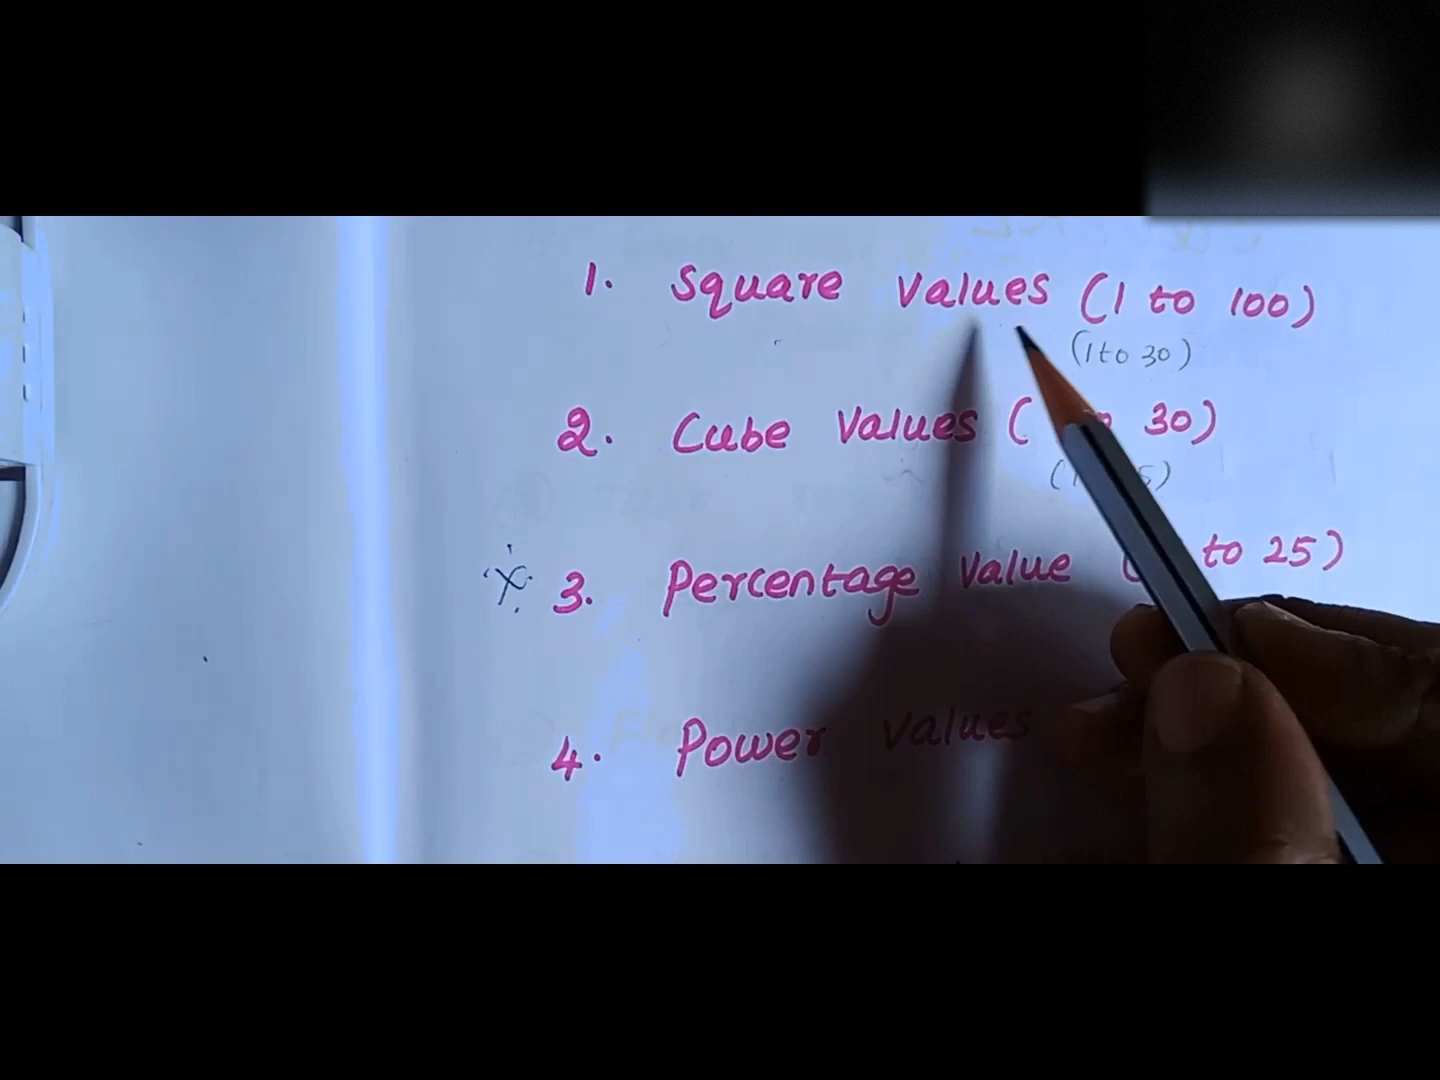 1. Square Values (1 to 100)
(1 to 30)
2. Cube Values ( 30)
3. Percentage Value to 25)
4. Power Values